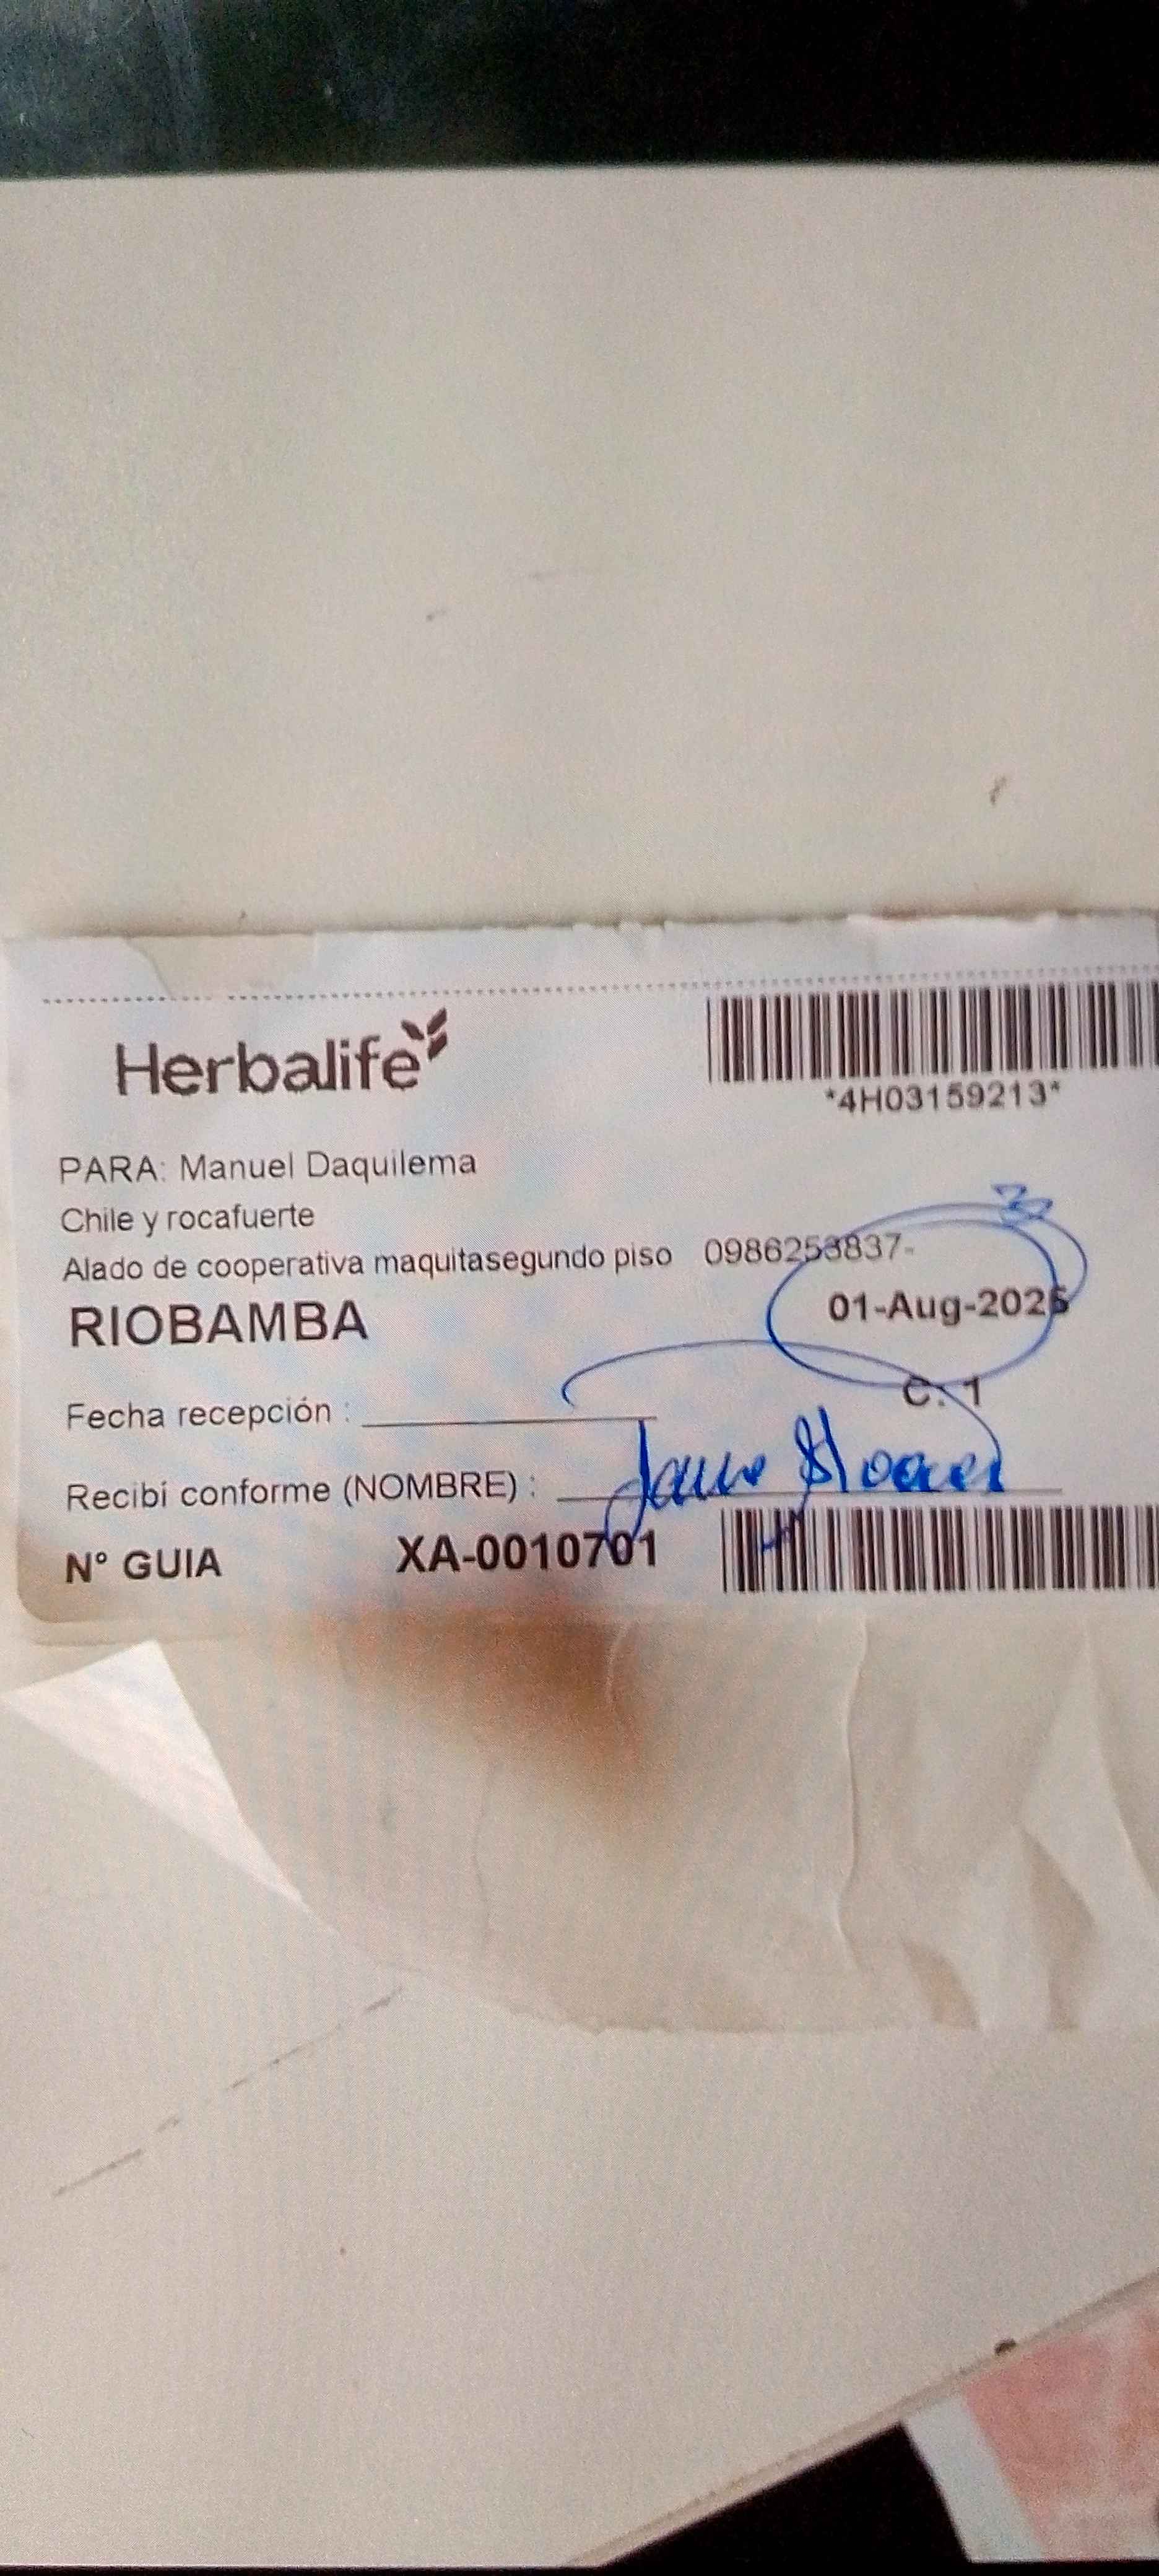 Herbalife
*4H03159213*
PARA: Manuel Daquilema
Chile y rocafuerte
Alado de cooperativa maquitasegundo piso 0986253837-
RIOBAMBA
01-Aug-2026
C. 1
Fecha recepción :
Recibí conforme (NOMBRE) :
N° GUIA XA-0010701